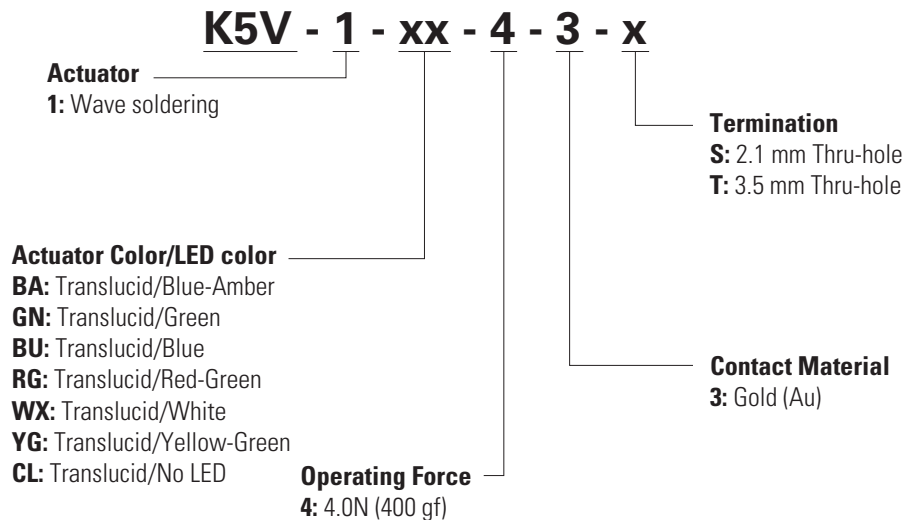 K5V - 1 - xx - 4 - 3 - x
Actuator
1: Wave soldering
Termination
S: 2.1 mm Thru-hole
T: 3.5 mm Thru-hole
Actuator Color/LED color
BA: Translucid/Blue-Amber
GN: Translucid/Green
BU: Translucid/Blue
RG: Translucid/Red-Green
WX: Translucid/White
YG: Translucid/Yellow-Green
CL: Translucid/No LED
Contact Material
3: Gold (Au)
Operating Force
4: 4.0N (400 gf)